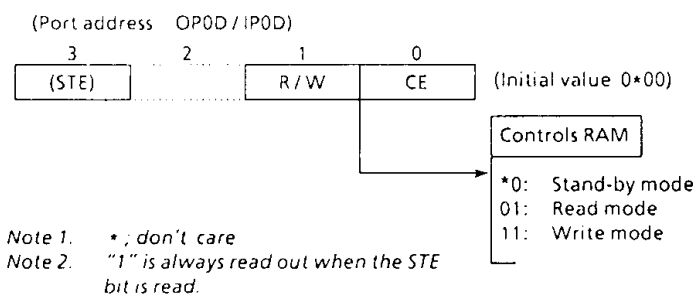 (Port address OP0D / IP0D)
3 2 1 0
(STE) R / W CE (Initial value 0*00)
Controls RAM
*0: Stand-by mode
01: Read mode
11: Write mode
Note 1. * ; don't care
Note 2. "1" is always read out when the STE
bit is read.